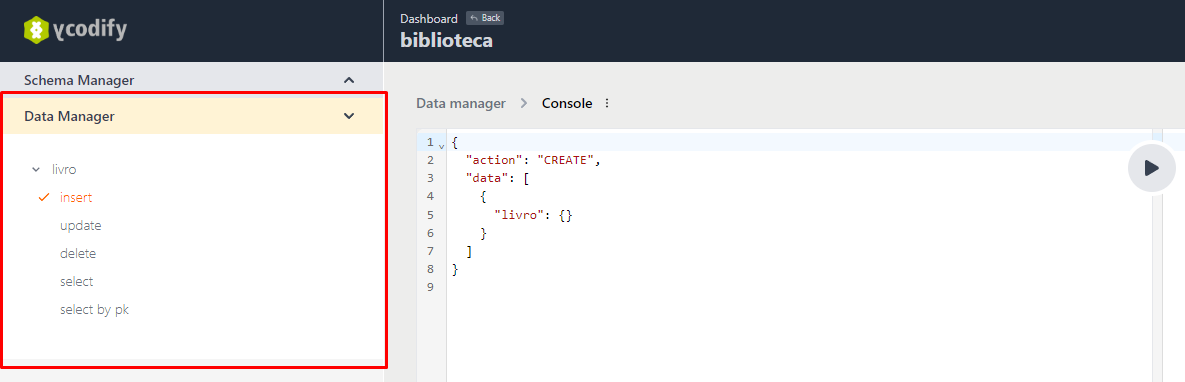 ycodify
Dashboard Back
biblioteca
Schema Manager
Data Manager
livro
insert
update
delete
select
select by pk
Data manager Console
1 {
2 "action": "CREATE",
3 "data": [
4 {
5 "livro": {}
6 }
7 ]
8 }
9